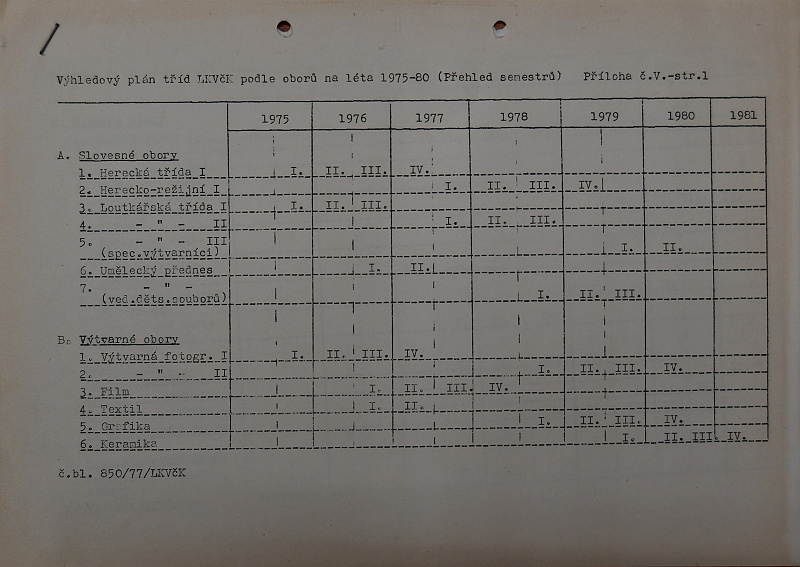 Výhledový plán tříd LKVčK podle oborů na léta 1975-80 (Přehled semestrů) Příloha č.V.-str.1
1975 1976 1977 1978 1979 1980 1981
A. Slovesné obory
1. Herecká třída I I. II. III. IV.
2. Herecko-režijní I I. II. III. IV.
3. Loutkářská třída I I. II. III.
4. - " - II I. II. III.
5. - " - III
(spec.výtvarníci) I. II.
6. Umělecký přednes I. II.
7. - " -
(ved.děts.souborů) I. II. III.
B. Výtvarné obory
1. Výtvarná fotogr. I I. II. III. IV.
2. - " - II I. II. III. IV.
3. Film I. II. III. IV.
4. Textil I. II.
5. Grafika I. II. III. IV.
6. Keramika I. II. III. IV.
č.bl. 850/77/LKVčK